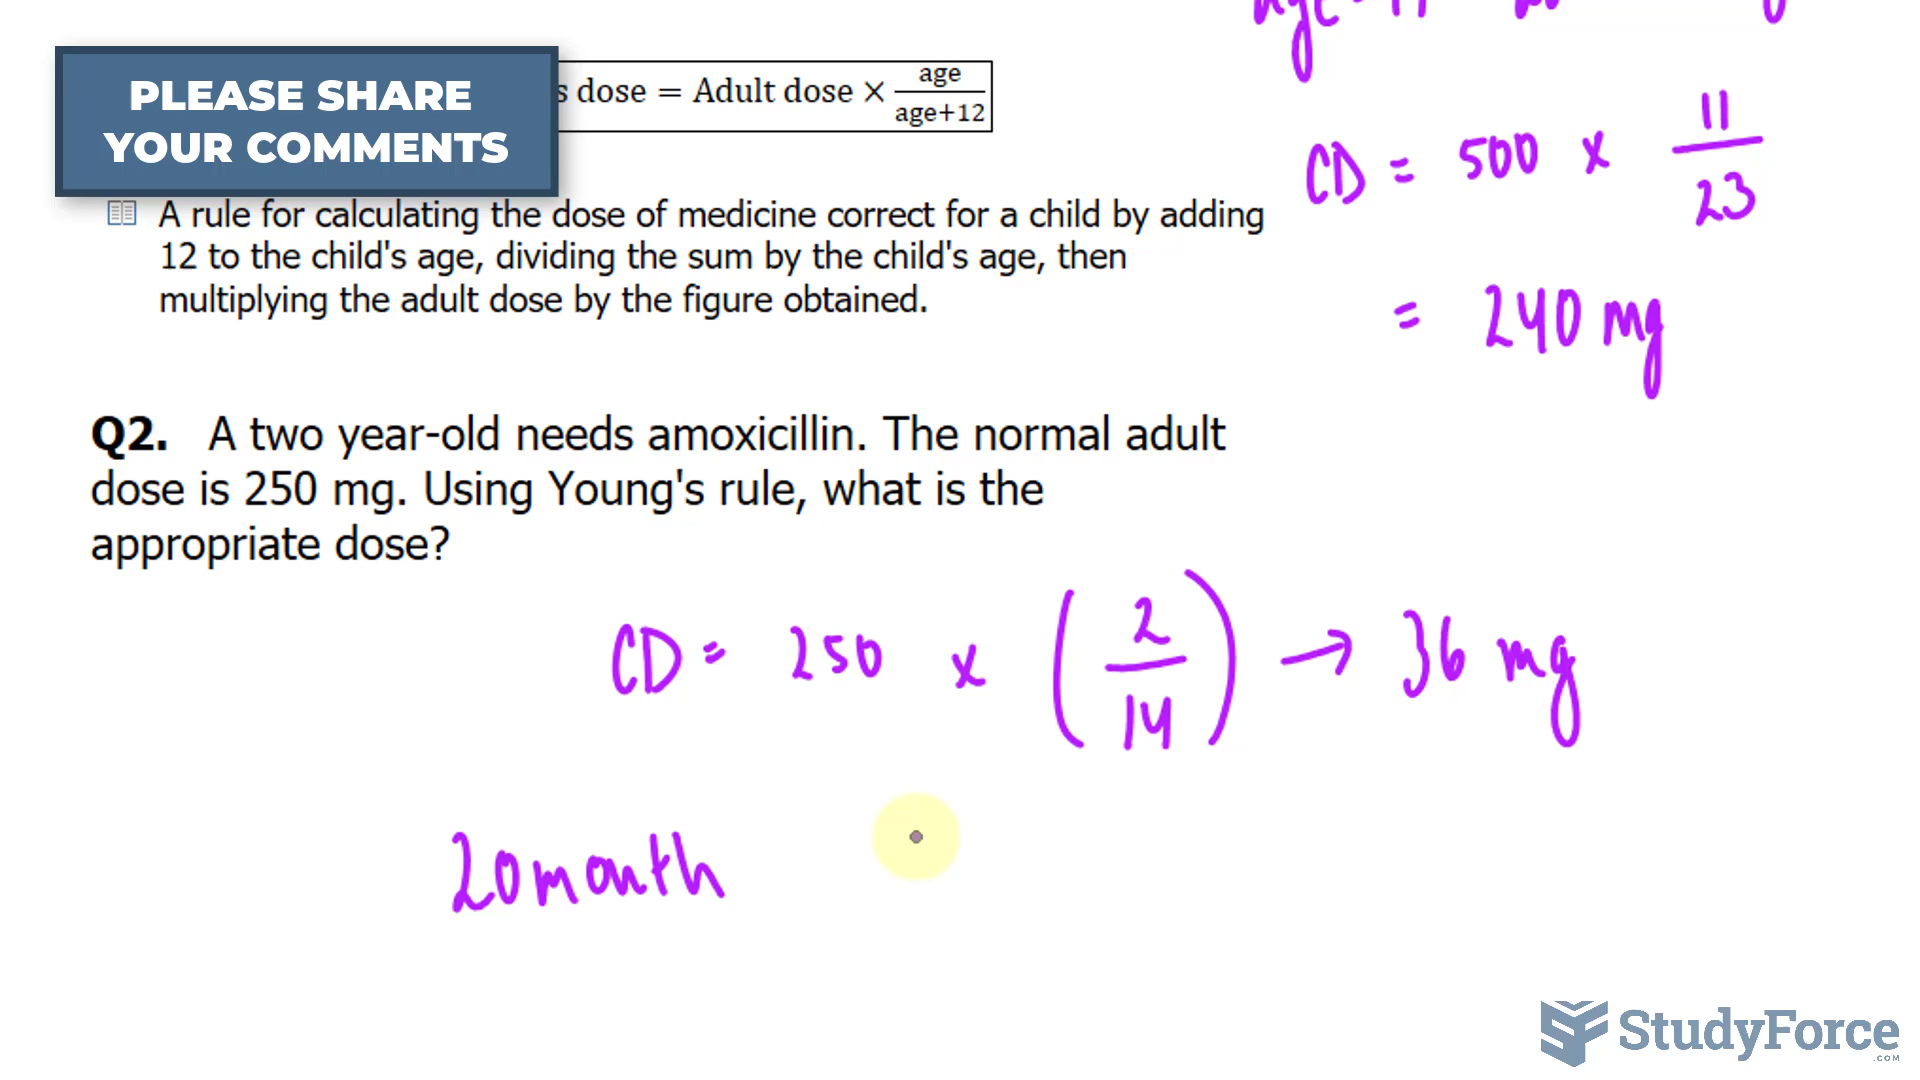 PLEASE SHARE
YOUR COMMENTS
s dose = Adult dose × age/age+12
A rule for calculating the dose of medicine correct for a child by adding
12 to the child's age, dividing the sum by the child's age, then
multiplying the adult dose by the figure obtained.
CD = 500 x 11/23
= 240 mg
Q2. A two year-old needs amoxicillin. The normal adult
dose is 250 mg. Using Young's rule, what is the
appropriate dose?
CD = 250 x (2/14) → 36 mg
20 month
StudyForce
.COM